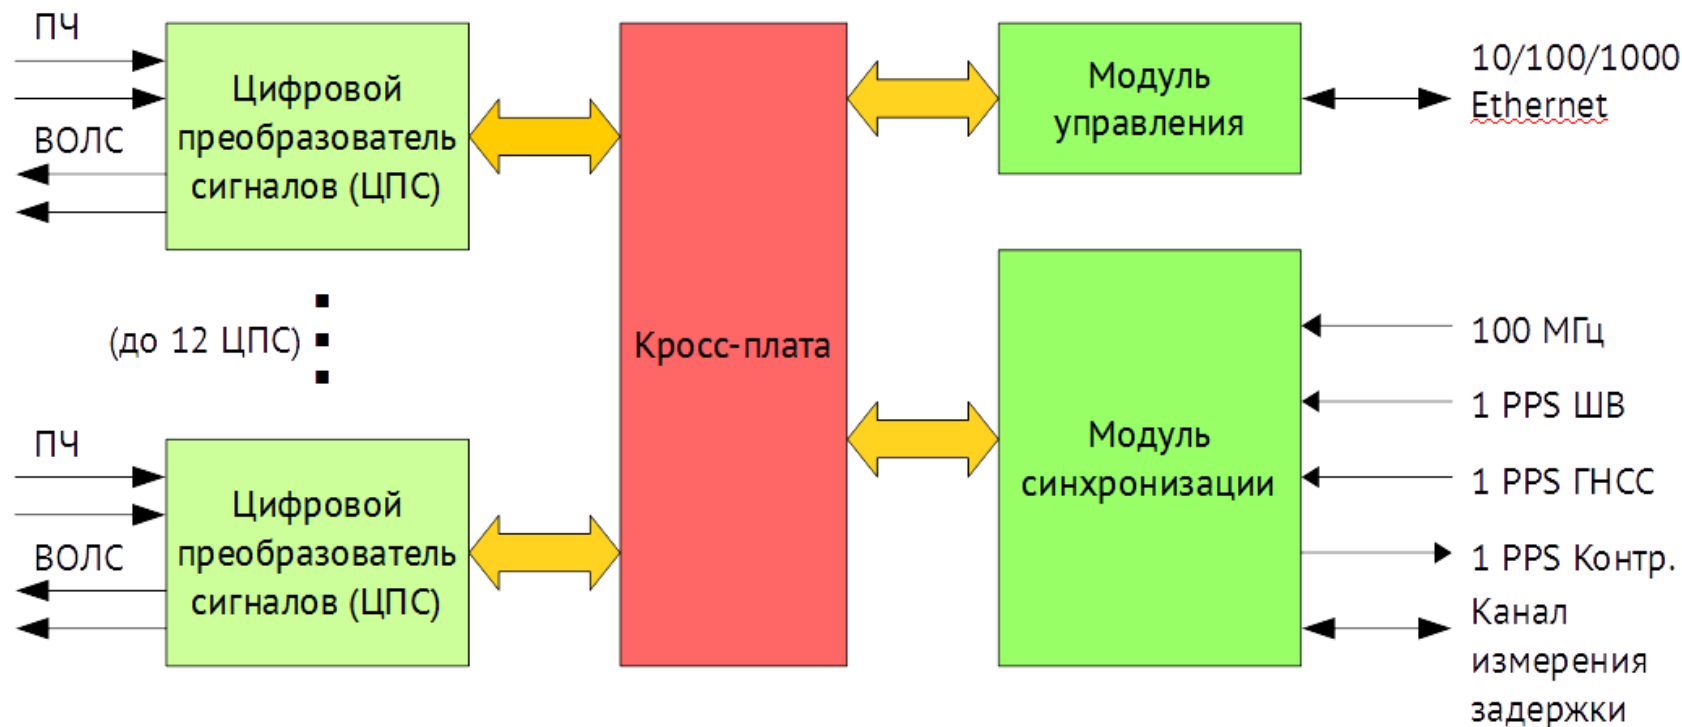 ПЧ
ВОЛС
Цифровой
преобразователь
сигналов (ЦПС)
(до 12 ЦПС)
ПЧ
ВОЛС
Цифровой
преобразователь
сигналов (ЦПС)
Кросс-плата
Модуль
управления
10/100/1000
Ethernet
Модуль
синхронизации
100 МГц
1 PPS ШВ
1 PPS ГНСС
1 PPS Контр.
Канал
измерения
задержки